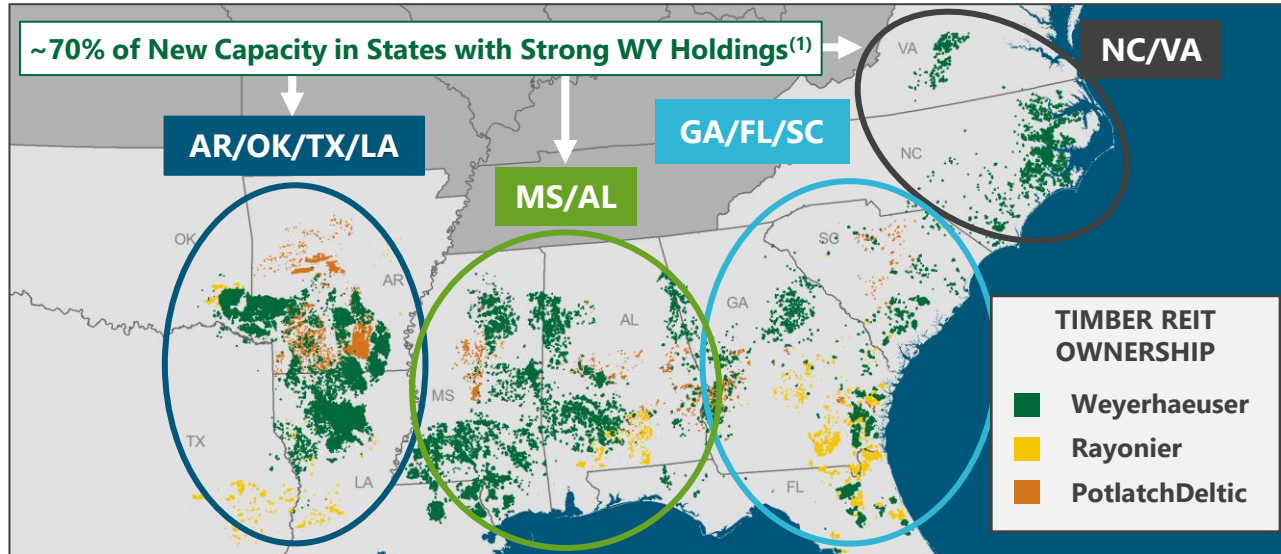 ~70% of New Capacity in States with Strong WY Holdings(1)
VA
NC/VA
AR/OK/TX/LA
GA/FL/SC
NC
MS/AL
OK
AR
SC
AL
GA
MS
TX
LA
FL
TIMBER REIT
OWNERSHIP
Weyerhaeuser
Rayonier
PotlatchDeltic